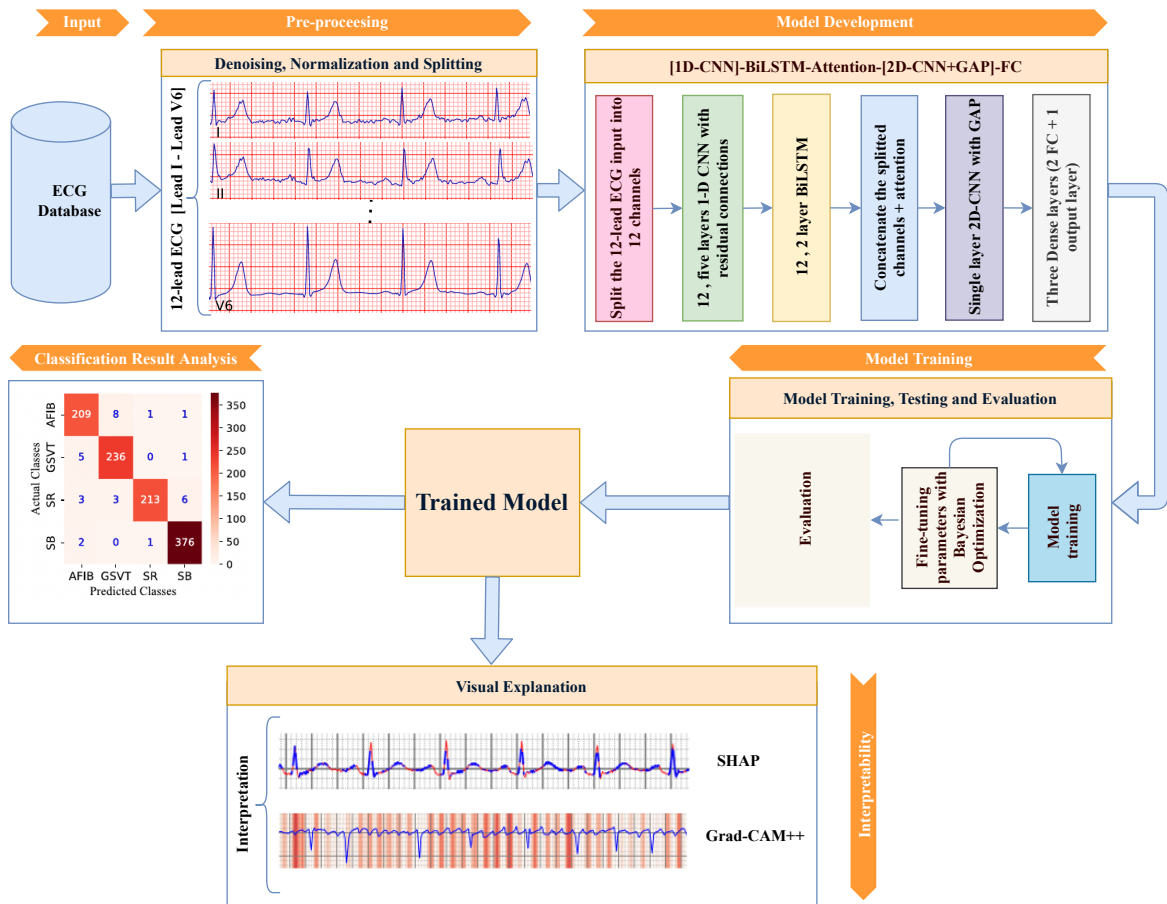 Input
Pre-proceesing
Model Development
Denoising, Normalization and Splitting
[1D-CNN]-BiLSTM-Attention-[2D-CNN+GAP]-FC
ECG
Database
12-lead ECG [Lead I - Lead V6]
I
II
V6
Split the 12-lead ECG input into
12 channels
12 , five layers 1-D CNN with
residual connections
12 , 2 layer BiLSTM
Concatenate the splitted
channels + attention
Single layer 2D-CNN with GAP
Three Dense layers (2 FC + 1
output layer)
Classification Result Analysis
Model Training
Actual Classes
AFIB
GSVT
SR
SB
209 8 1 1
5 236 0 1
3 3 213 6
2 0 1 376
AFIB GSVT SR SB
Predicted Classes
350
300
250
200
150
100
50
0
Trained Model
Model Training, Testing and Evaluation
Evaluation
Fine-tuning
parameters with
Bayesian
Optimization
Model
training
Visual Explanation
Interpretation
SHAP
Grad-CAM++
Interpretability